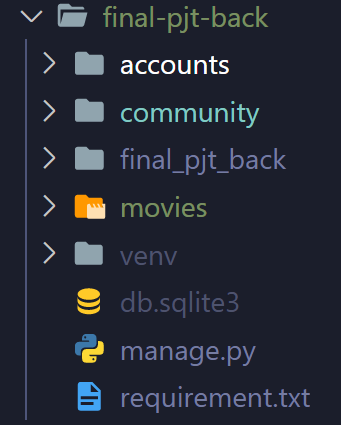 final-pjt-back
accounts
community
final_pjt_back
movies
venv
db.sqlite3
manage.py
requirement.txt